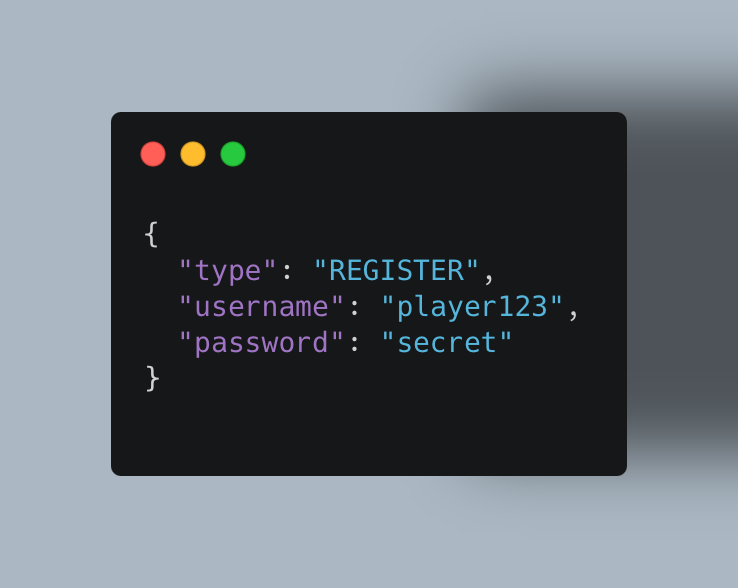 {
  "type": "REGISTER",
  "username": "player123",
  "password": "secret"
}